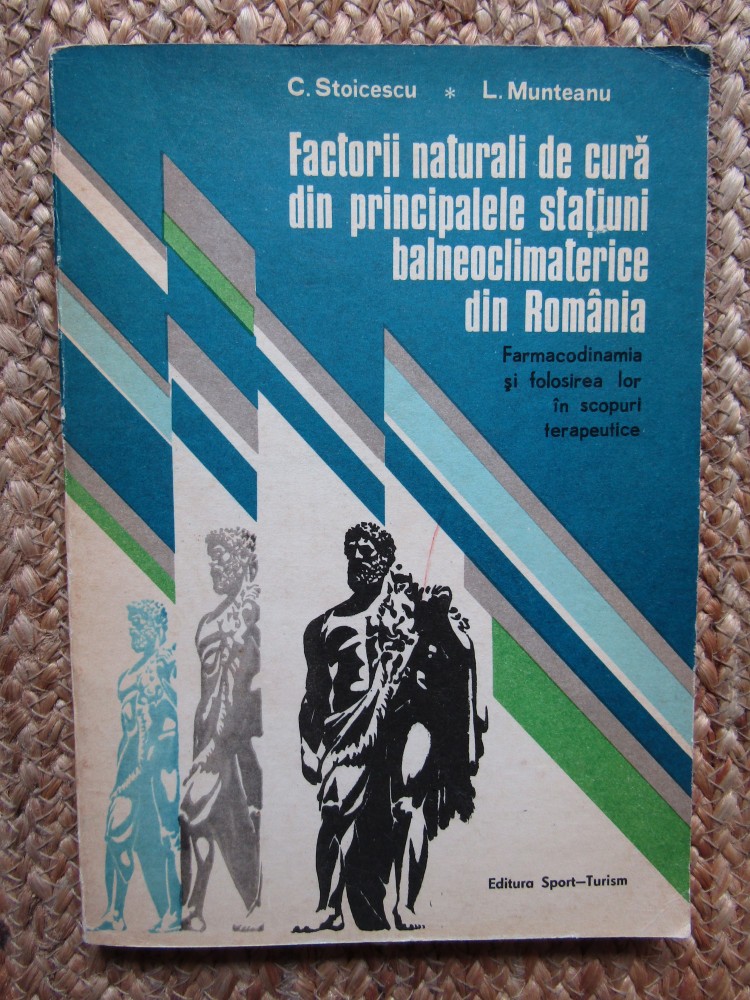 C. Stoicescu * L. Munteanu
Factorii naturali de cură
din principalele stațiuni
balneoclimaterice
din România
Farmacodinamia
și folosirea lor
în scopuri
terapeutice
Editura Sport-Turism